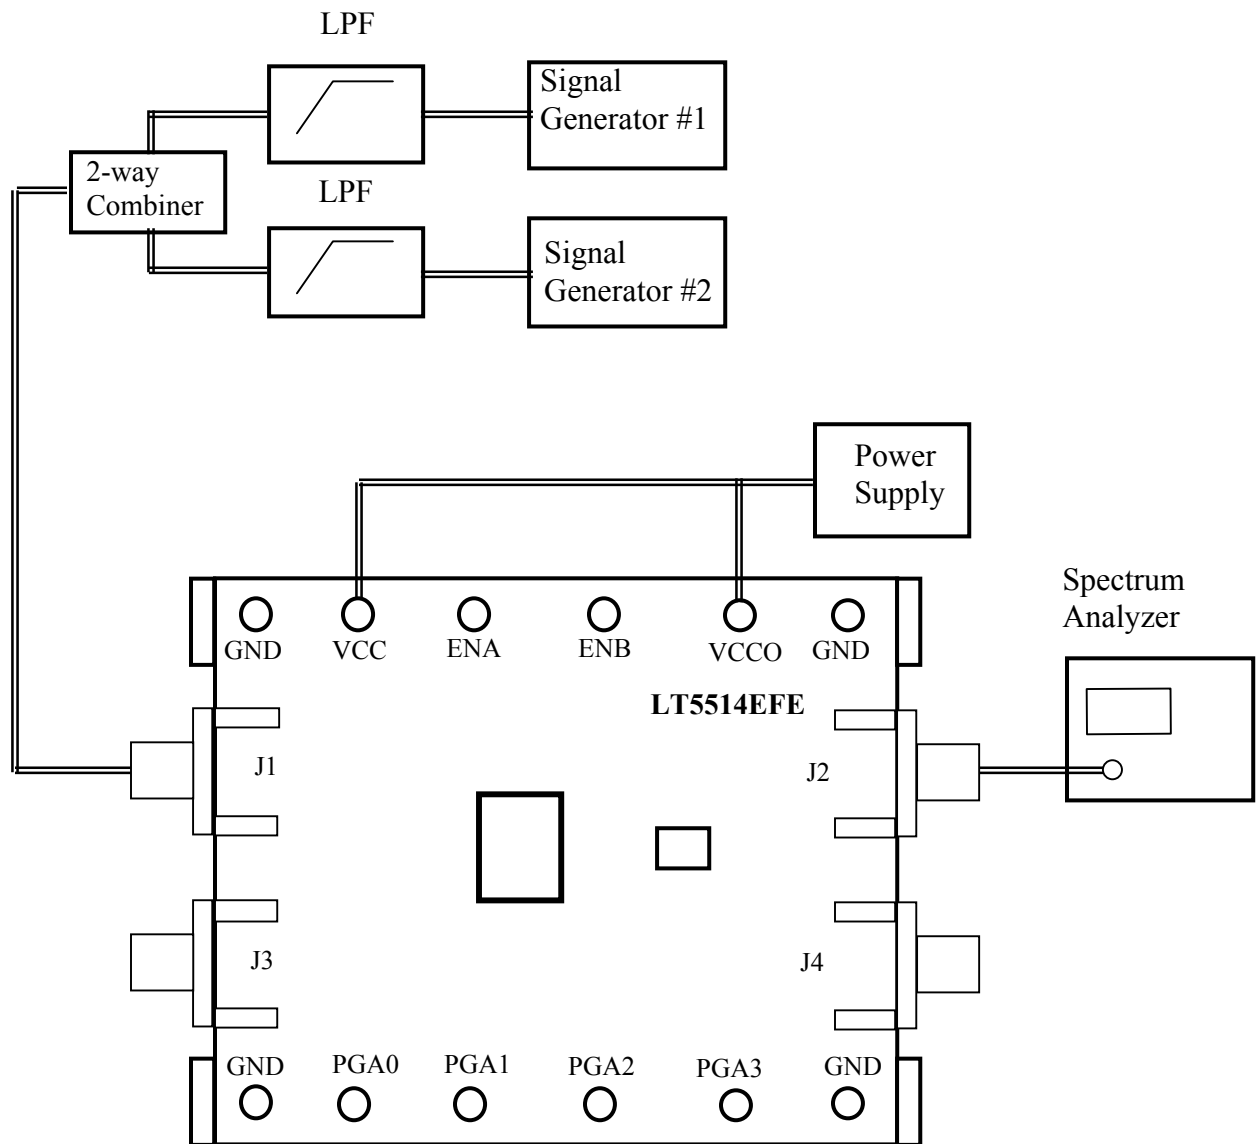 LPF
Signal
Generator #1
2-way
Combiner
LPF
Signal
Generator #2
Power
Supply
Spectrum
Analyzer
GND
VCC
ENA
ENB
VCCO
GND
LT5514EFE
J1
J2
J3
J4
GND
PGA0
PGA1
PGA2
PGA3
GND